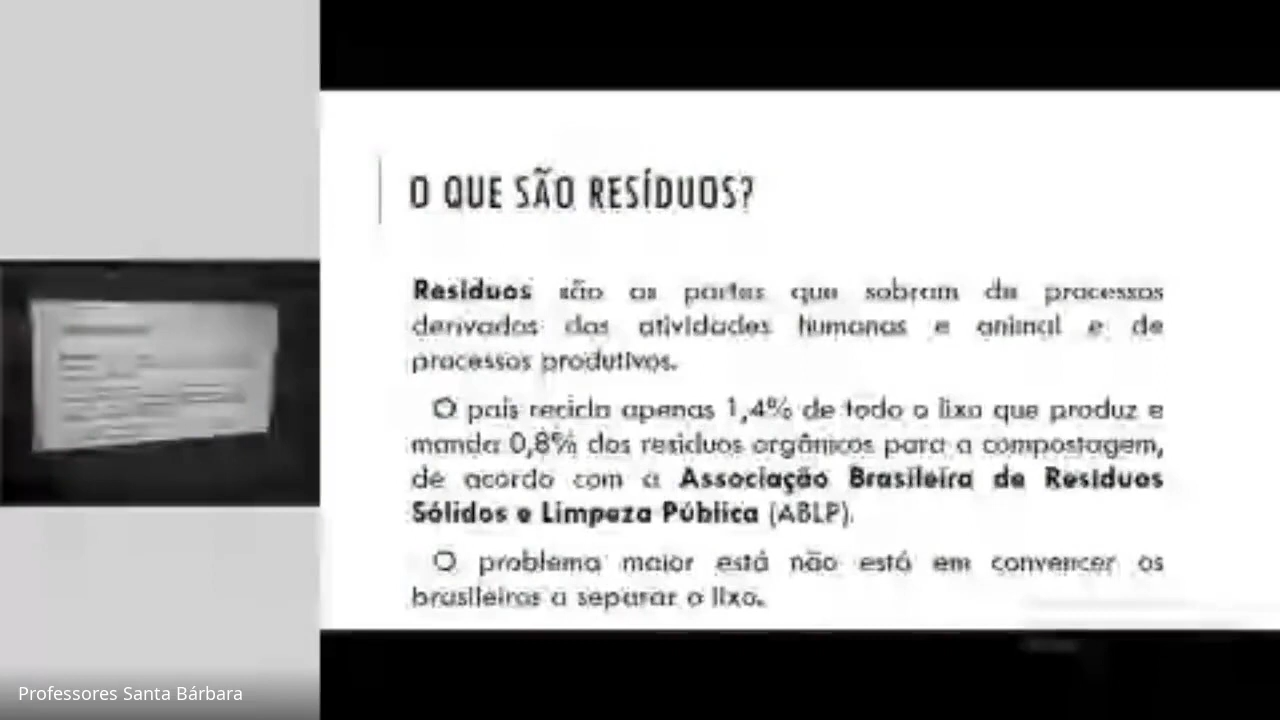 O QUE SÃO RESÍDUOS?
Resíduos são as partes que sobram de processos
derivados das atividades humanas e animal e de
processos produtivos.
O país recicla apenas 1,4% de todo o lixo que produz e
manda 0,8% dos resíduos orgânicos para a compostagem,
de acordo com a Associação Brasileira de Resíduos
Sólidos e Limpeza Pública (ABLP).
O problema maior está não está em convencer os
brasileiros a separar o lixo.
Professores Santa Bárbara